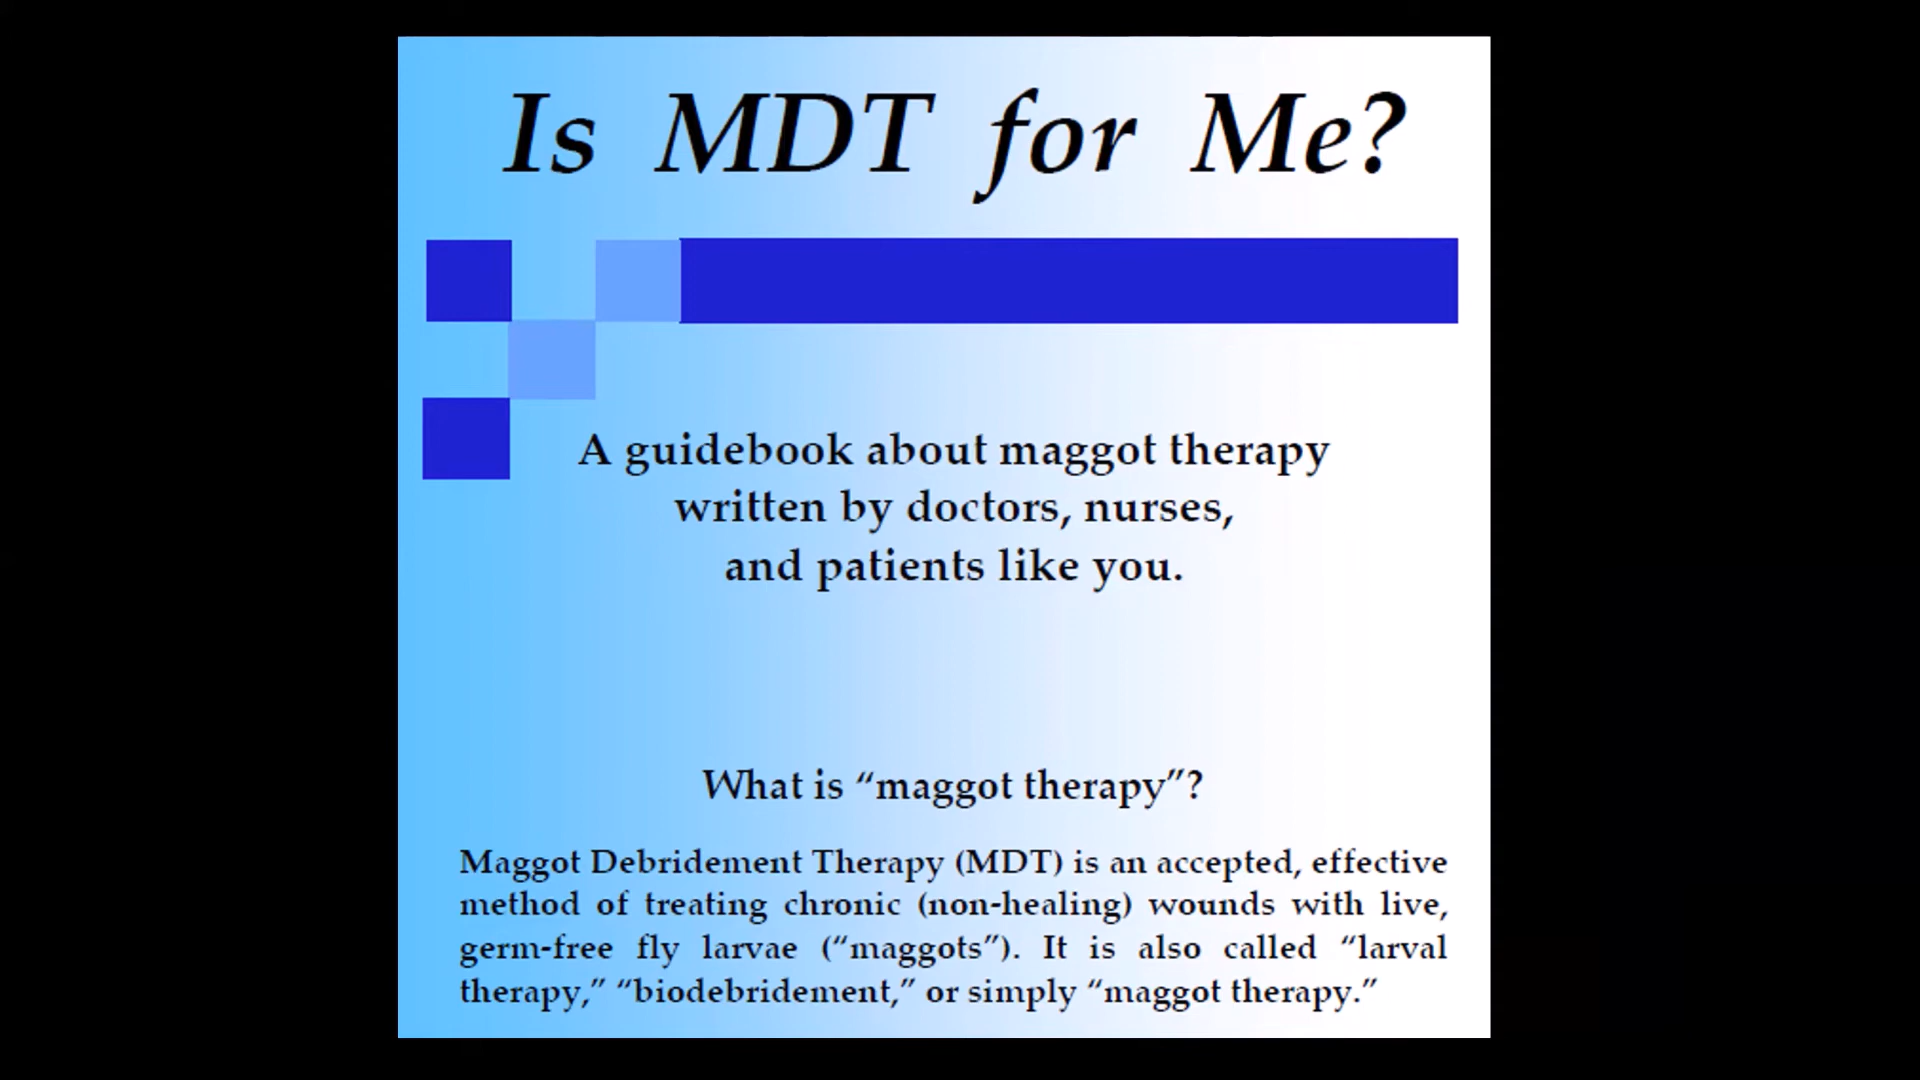 Is MDT for Me?
A guidebook about maggot therapy
written by doctors, nurses,
and patients like you.
What is “maggot therapy”?
Maggot Debridement Therapy (MDT) is an accepted, effective
method of treating chronic (non-healing) wounds with live,
germ-free fly larvae (“maggots”). It is also called “larval
therapy,” “biodebridement,” or simply “maggot therapy.”